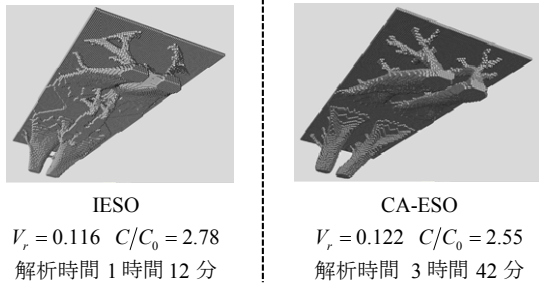 IESO
V_r = 0.116 C/C_0 = 2.78
解析時間 1 時間 12 分
CA-ESO
V_r = 0.122 C/C_0 = 2.55
解析時間 3 時間 42 分